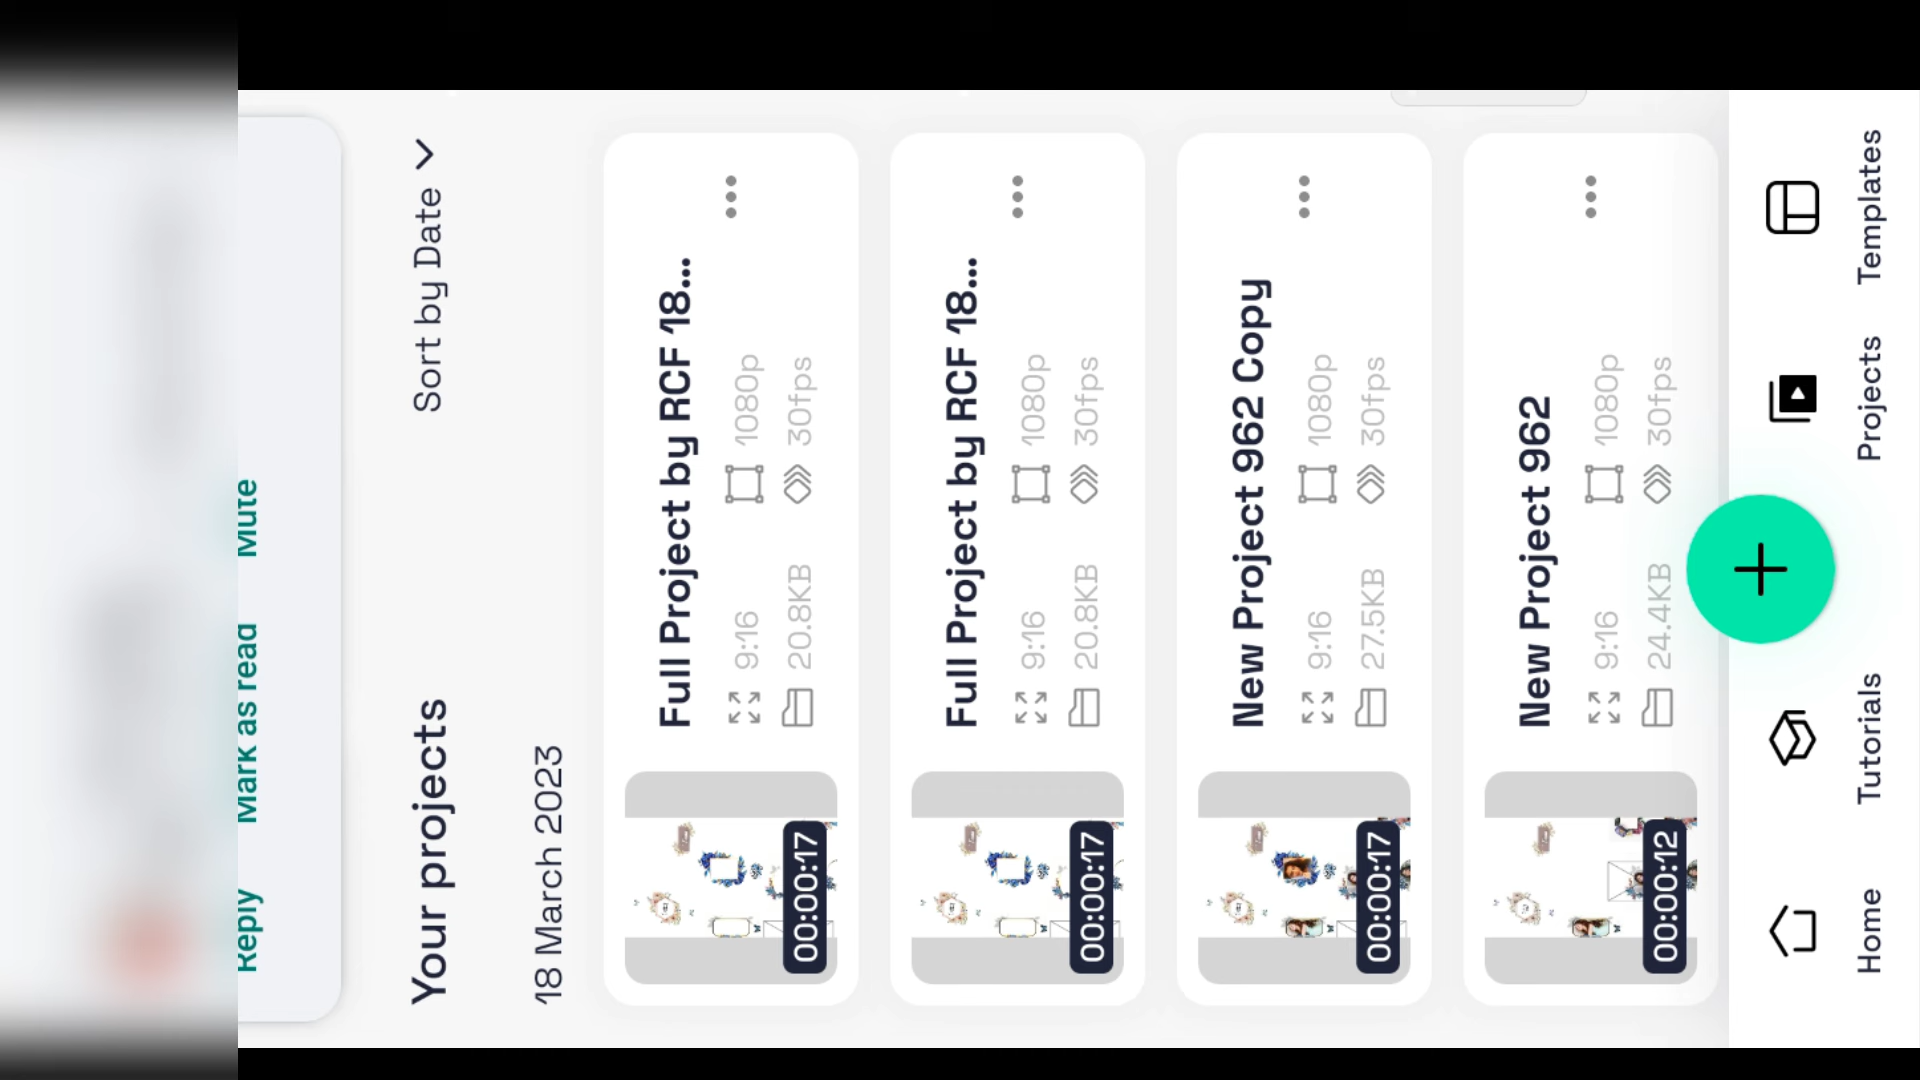 Reply Mark as read Mute
Your projects Sort by Date
18 March 2023
Full Project by RCF 18...
9:16 1080p
20.8KB 30fps
00:00:17
Full Project by RCF 18...
9:16 1080p
20.8KB 30fps
00:00:17
New Project 962 Copy
9:16 1080p
27.5KB 30fps
00:00:17
New Project 962
9:16 1080p
24.4KB 30fps
00:00:12
Home Tutorials Projects Templates